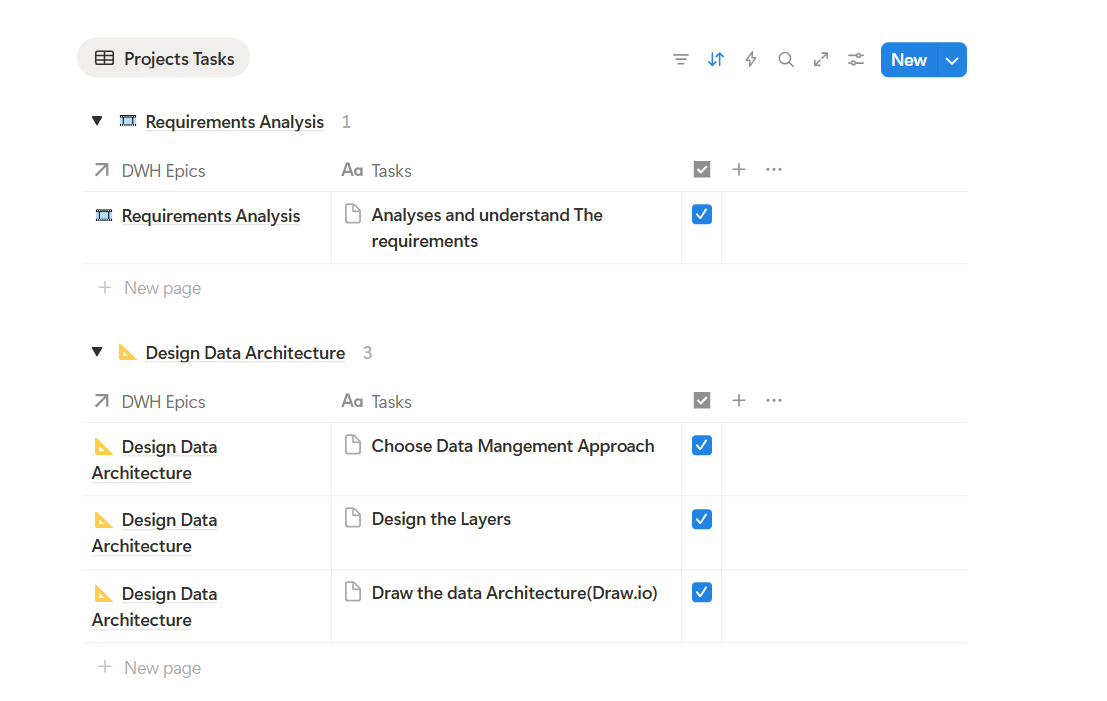 Projects Tasks
New
Requirements Analysis 1
DWH Epics Aa Tasks
Requirements Analysis Analyses and understand The
requirements
New page
Design Data Architecture 3
DWH Epics Aa Tasks
Design Data Choose Data Mangement Approach
Architecture
Design Data Design the Layers
Architecture
Design Data Draw the data Architecture(Draw.io)
Architecture
New page